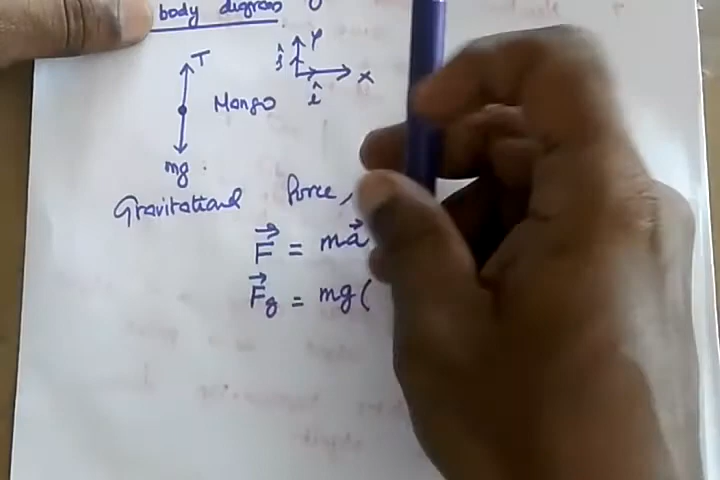 body diagram
T
ĵ y
x
î
Mango
mg
Gravitational Force,
F⃗ = ma⃗
F⃗g = mg(